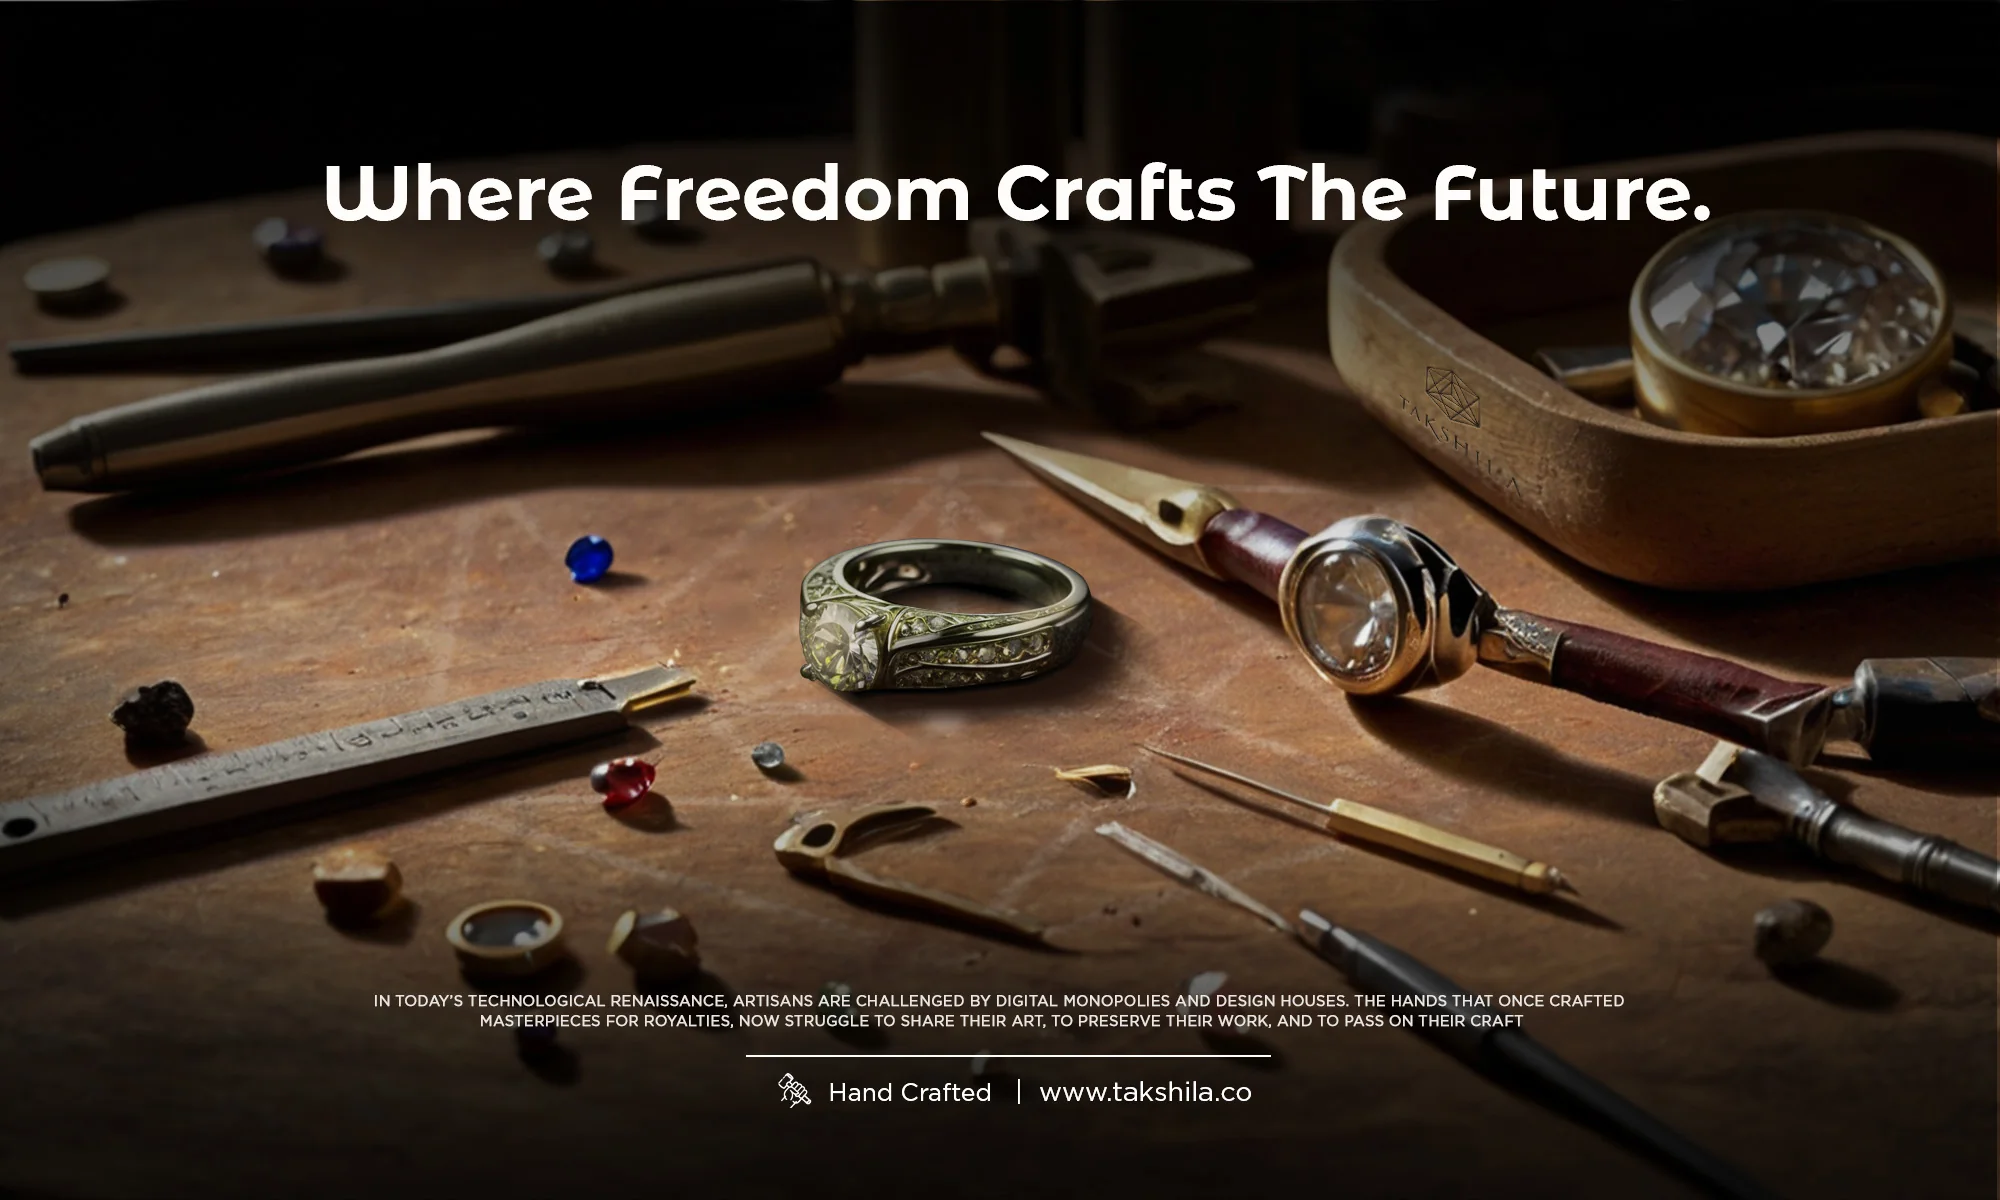 Where Freedom Crafts The Future.
TAKSHILA
IN TODAY'S TECHNOLOGICAL RENAISSANCE, ARTISANS ARE CHALLENGED BY DIGITAL MONOPOLIES AND DESIGN HOUSES. THE HANDS THAT ONCE CRAFTED
MASTERPIECES FOR ROYALTIES, NOW STRUGGLE TO SHARE THEIR ART, TO PRESERVE THEIR WORK, AND TO PASS ON THEIR CRAFT
Hand Crafted | www.takshila.co